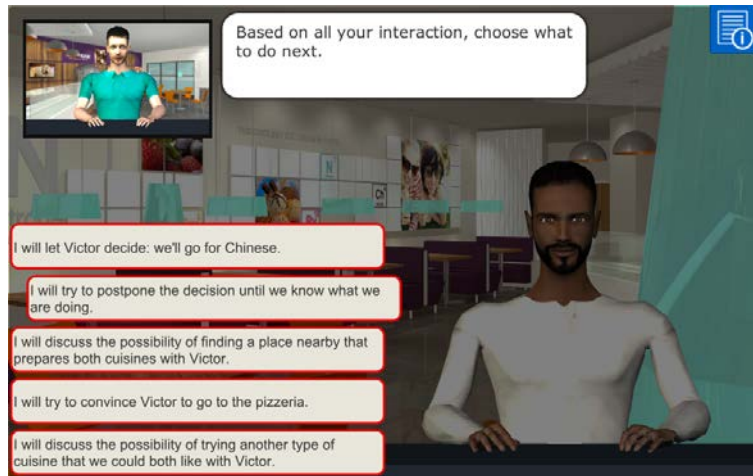 Based on all your interaction, choose what
to do next.
N
Ch
I will let Victor decide: we'll go for Chinese.
I will try to postpone the decision until we know what we
are doing.
I will discuss the possibility of finding a place nearby that
prepares both cuisines with Victor.
I will try to convince Victor to go to the pizzeria.
I will discuss the possibility of trying another type of
cuisine that we could both like with Victor.